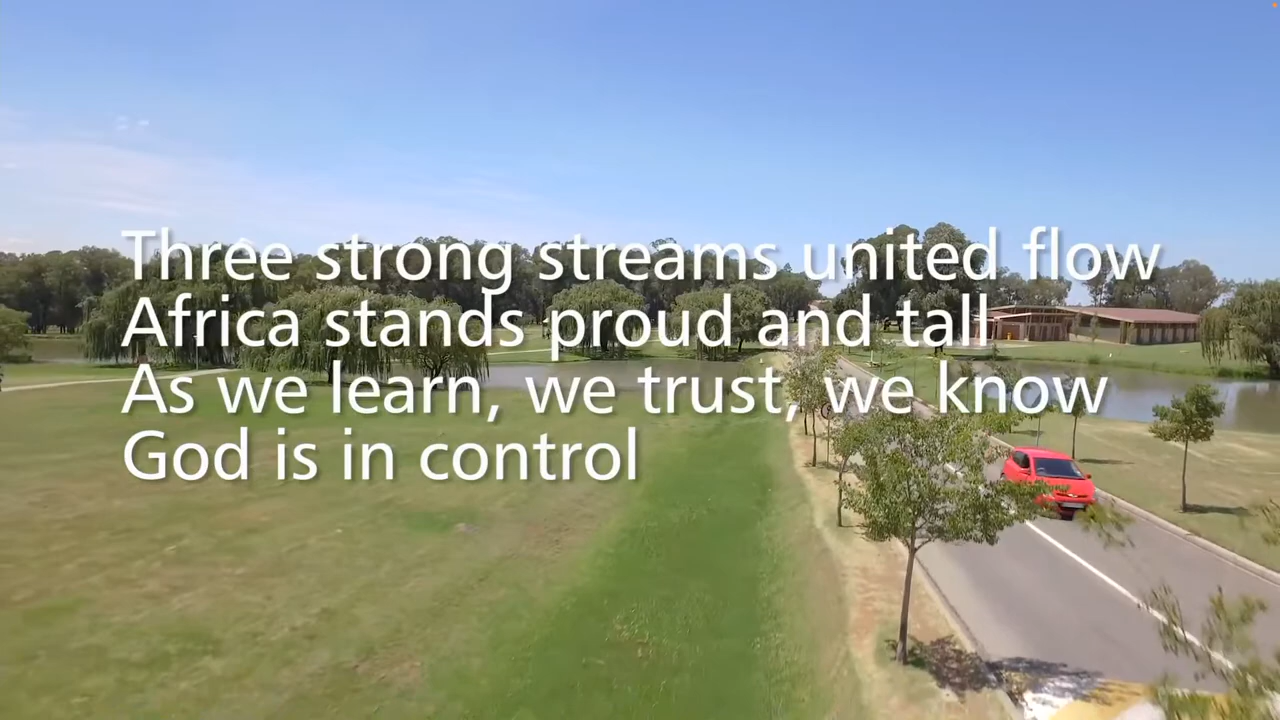 Three strong streams united flow
Africa stands proud and tall
As we learn, we trust, we know
God is in control